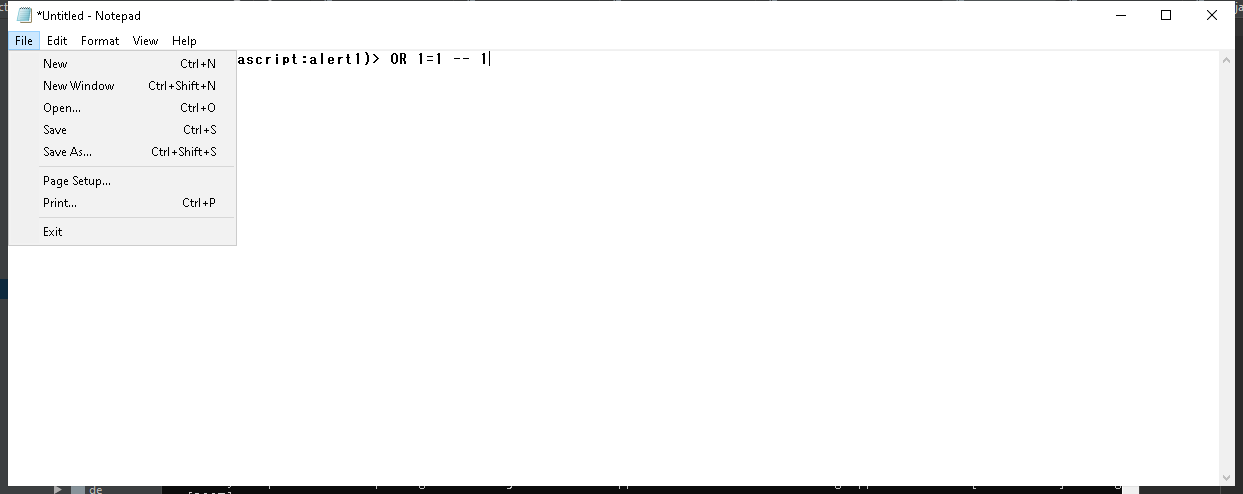 *Untitled - Notepad
File Edit Format View Help
ascript:alert1)> OR 1=1 -- 1
New Ctrl+N
New Window Ctrl+Shift+N
Open... Ctrl+O
Save Ctrl+S
Save As... Ctrl+Shift+S
Page Setup...
Print... Ctrl+P
Exit
de